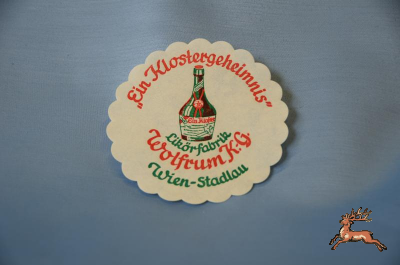 „Ein Klostergeheimnis"
Likörfabrik
Wolfrum K.G.
Wien-Stadlau